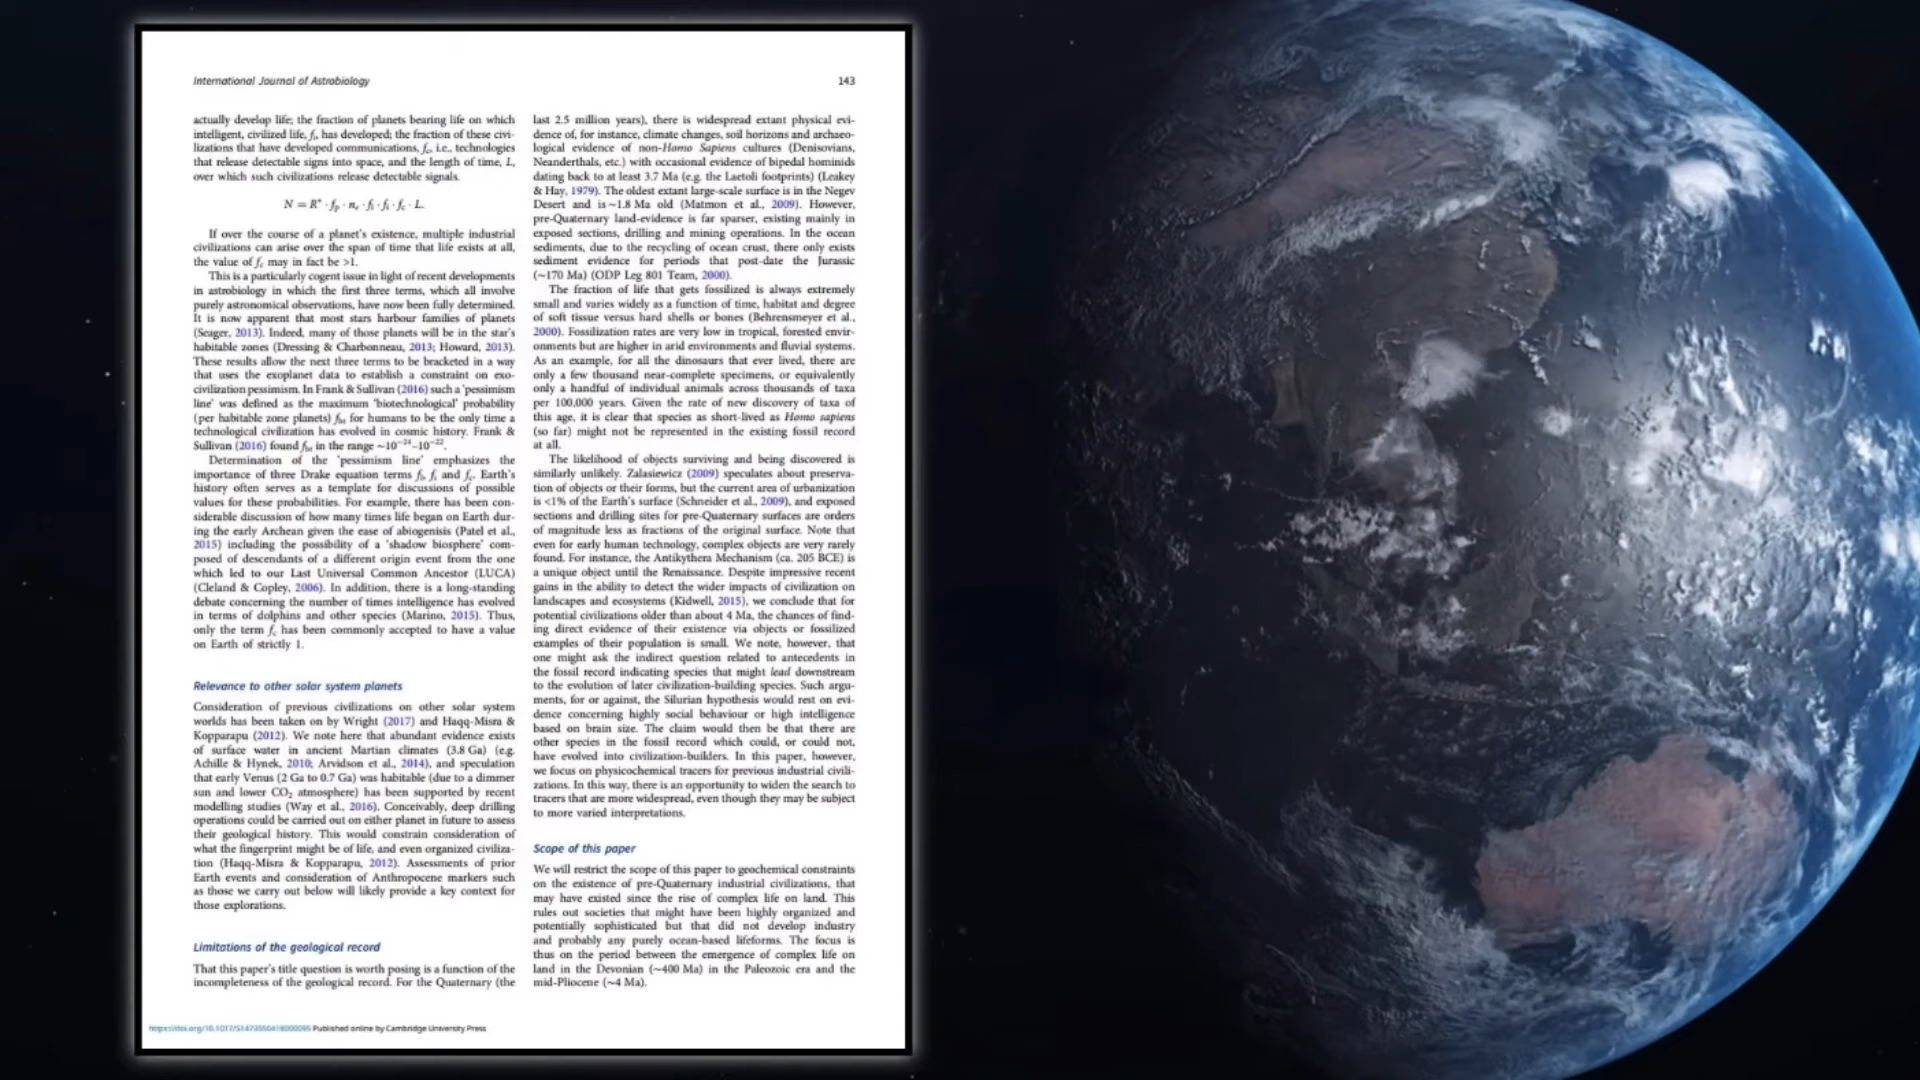 International Journal of Astrobiology
143
actually develop life; the fraction of planets bearing life on which
intelligent, civilized life, fi, has developed; the fraction of these civi-
lizations that have developed communications, fc, i.e., technologies
that release detectable signs into space, and the length of time, L,
over which such civilizations release detectable signals.
N = R* · fp · ne · fl · fi · fc · L.
If over the course of a planet's existence, multiple industrial
civilizations can arise over the span of time that life exists at all,
the value of fc may in fact be >1.
This is a particularly cogent issue in light of recent developments
in astrobiology in which the first three terms, which all involve
purely astronomical observations, have now been fully determined.
It is now apparent that most stars harbour families of planets
(Seager, 2013). Indeed, many of those planets will be in the star's
habitable zones (Dressing & Charbonneau, 2013; Howard, 2013).
These results allow the next three terms to be bracketed in a way
that uses the exoplanet data to establish a constraint on exo-
civilization pessimism. In Frank & Sullivan (2016) such a 'pessimism
line' was defined as the maximum 'biotechnological' probability
(per habitable zone planets) fbt for humans to be the only time a
technological civilization has evolved in cosmic history. Frank &
Sullivan (2016) found fbt in the range ~10−24–10−22.
Determination of the 'pessimism line' emphasizes the
importance of three Drake equation terms fl, fi and fc. Earth's
history often serves as a template for discussions of possible
values for these probabilities. For example, there has been con-
siderable discussion of how many times life began on Earth dur-
ing the early Archean given the ease of abiogenisis (Patel et al.,
2015) including the possibility of a 'shadow biosphere' com-
posed of descendants of a different origin event from the one
which led to our Last Universal Common Ancestor (LUCA)
(Cleland & Copley, 2006). In addition, there is a long-standing
debate concerning the number of times intelligence has evolved
in terms of dolphins and other species (Marino, 2015). Thus,
only the term fc has been commonly accepted to have a value
on Earth of strictly 1.
Relevance to other solar system planets
Consideration of previous civilizations on other solar system
worlds has been taken on by Wright (2017) and Haqq-Misra &
Kopparapu (2012). We note here that abundant evidence exists
of surface water in ancient Martian climates (3.8 Ga) (e.g.
Achille & Hynek, 2010; Arvidson et al., 2014), and speculation
that early Venus (2 Ga to 0.7 Ga) was habitable (due to a dimmer
sun and lower CO2 atmosphere) has been supported by recent
modelling studies (Way et al., 2016). Conceivably, deep drilling
operations could be carried out on either planet in future to assess
their geological history. This would constrain consideration of
what the fingerprint might be of life, and even organized civiliza-
tion (Haqq-Misra & Kopparapu, 2012). Assessments of prior
Earth events and consideration of Anthropocene markers such
as those we carry out below will likely provide a key context for
those explorations.
Limitations of the geological record
That this paper's title question is worth posing is a function of the
incompleteness of the geological record. For the Quaternary (the
last 2.5 million years), there is widespread extant physical evi-
dence of, for instance, climate changes, soil horizons and archaeo-
logical evidence of non-Homo Sapiens cultures (Denisovians,
Neanderthals, etc.) with occasional evidence of bipedal hominids
dating back to at least 3.7 Ma (e.g. the Laetoli footprints) (Leakey
& Hay, 1979). The oldest extant large-scale surface is in the Negev
Desert and is ~1.8 Ma old (Matmon et al., 2009). However,
pre-Quaternary land-evidence is far sparser, existing mainly in
exposed sections, drilling and mining operations. In the ocean
sediments, due to the recycling of ocean crust, there only exists
sediment evidence for periods that post-date the Jurassic
(~170 Ma) (ODP Leg 801 Team, 2000).
The fraction of life that gets fossilized is always extremely
small and varies widely as a function of time, habitat and degree
of soft tissue versus hard shells or bones (Behrensmeyer et al.,
2000). Fossilization rates are very low in tropical, forested envir-
onments but are higher in arid environments and fluvial systems.
As an example, for all the dinosaurs that ever lived, there are
only a few thousand near-complete specimens, or equivalently
only a handful of individual animals across thousands of taxa
per 100,000 years. Given the rate of new discovery of taxa of
this age, it is clear that species as short-lived as Homo sapiens
(so far) might not be represented in the existing fossil record
at all.
The likelihood of objects surviving and being discovered is
similarly unlikely. Zalasiewicz (2009) speculates about preserva-
tion of objects or their forms, but the current area of urbanization
is <1% of the Earth's surface (Schneider et al., 2009), and exposed
sections and drilling sites for pre-Quaternary surfaces are orders
of magnitude less as fractions of the original surface. Note that
even for early human technology, complex objects are very rarely
found. For instance, the Antikythera Mechanism (ca. 205 BCE) is
a unique object until the Renaissance. Despite impressive recent
gains in the ability to detect the wider impacts of civilization on
landscapes and ecosystems (Kidwell, 2015), we conclude that for
potential civilizations older than about 4 Ma, the chances of find-
ing direct evidence of their existence via objects or fossilized
examples of their population is small. We note, however, that
one might ask the indirect question related to antecedents in
the fossil record indicating species that might lead downstream
to the evolution of later civilization-building species. Such argu-
ments, for or against, the Silurian hypothesis would rest on evi-
dence concerning highly social behaviour or high intelligence
based on brain size. The claim would then be that there are
other species in the fossil record which could, or could not,
have evolved into civilization-builders. In this paper, however,
we focus on physicochemical tracers for previous industrial civili-
zations. In this way, there is an opportunity to widen the search to
tracers that are more widespread, even though they may be subject
to more varied interpretations.
Scope of this paper
We will restrict the scope of this paper to geochemical constraints
on the existence of pre-Quaternary industrial civilizations, that
may have existed since the rise of complex life on land. This
rules out societies that might have been highly organized and
potentially sophisticated but that did not develop industry
and probably any purely ocean-based lifeforms. The focus is
thus on the period between the emergence of complex life on
land in the Devonian (~400 Ma) in the Paleozoic era and the
mid-Pliocene (~4 Ma).
https://doi.org/10.1017/S1473550418000095 Published online by Cambridge University Press